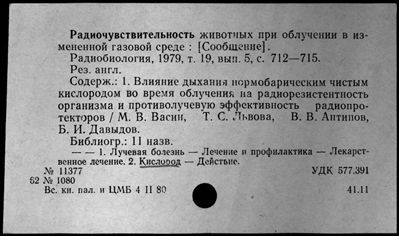 Радиочувствительность животных при облучении в из-
мененной газовой среде : [Сообщение].
Радиобиология, 1979, т. 19, вып. 5, с. 712—715.
Рез. англ.
Содерж.: 1. Влияние дыхания нормобарическим чистым
кислородом во время облучения на радиорезистентность
организма и противолучевую эффективность радиопро-
текторов / М. В. Васин, Т. С. Львова, В. В. Антипов,
Б. И. Давыдов.
Библиогр.: 11 назв.
— — 1. Лучевая болезнь — Лечение и профилактика — Лекарст-
венное лечение. 2. Кислород — Действие.
№ 11377 УДК 577.391
62 № 1080
Вс. кн. пал. и ЦМБ 4 II 80 41.11